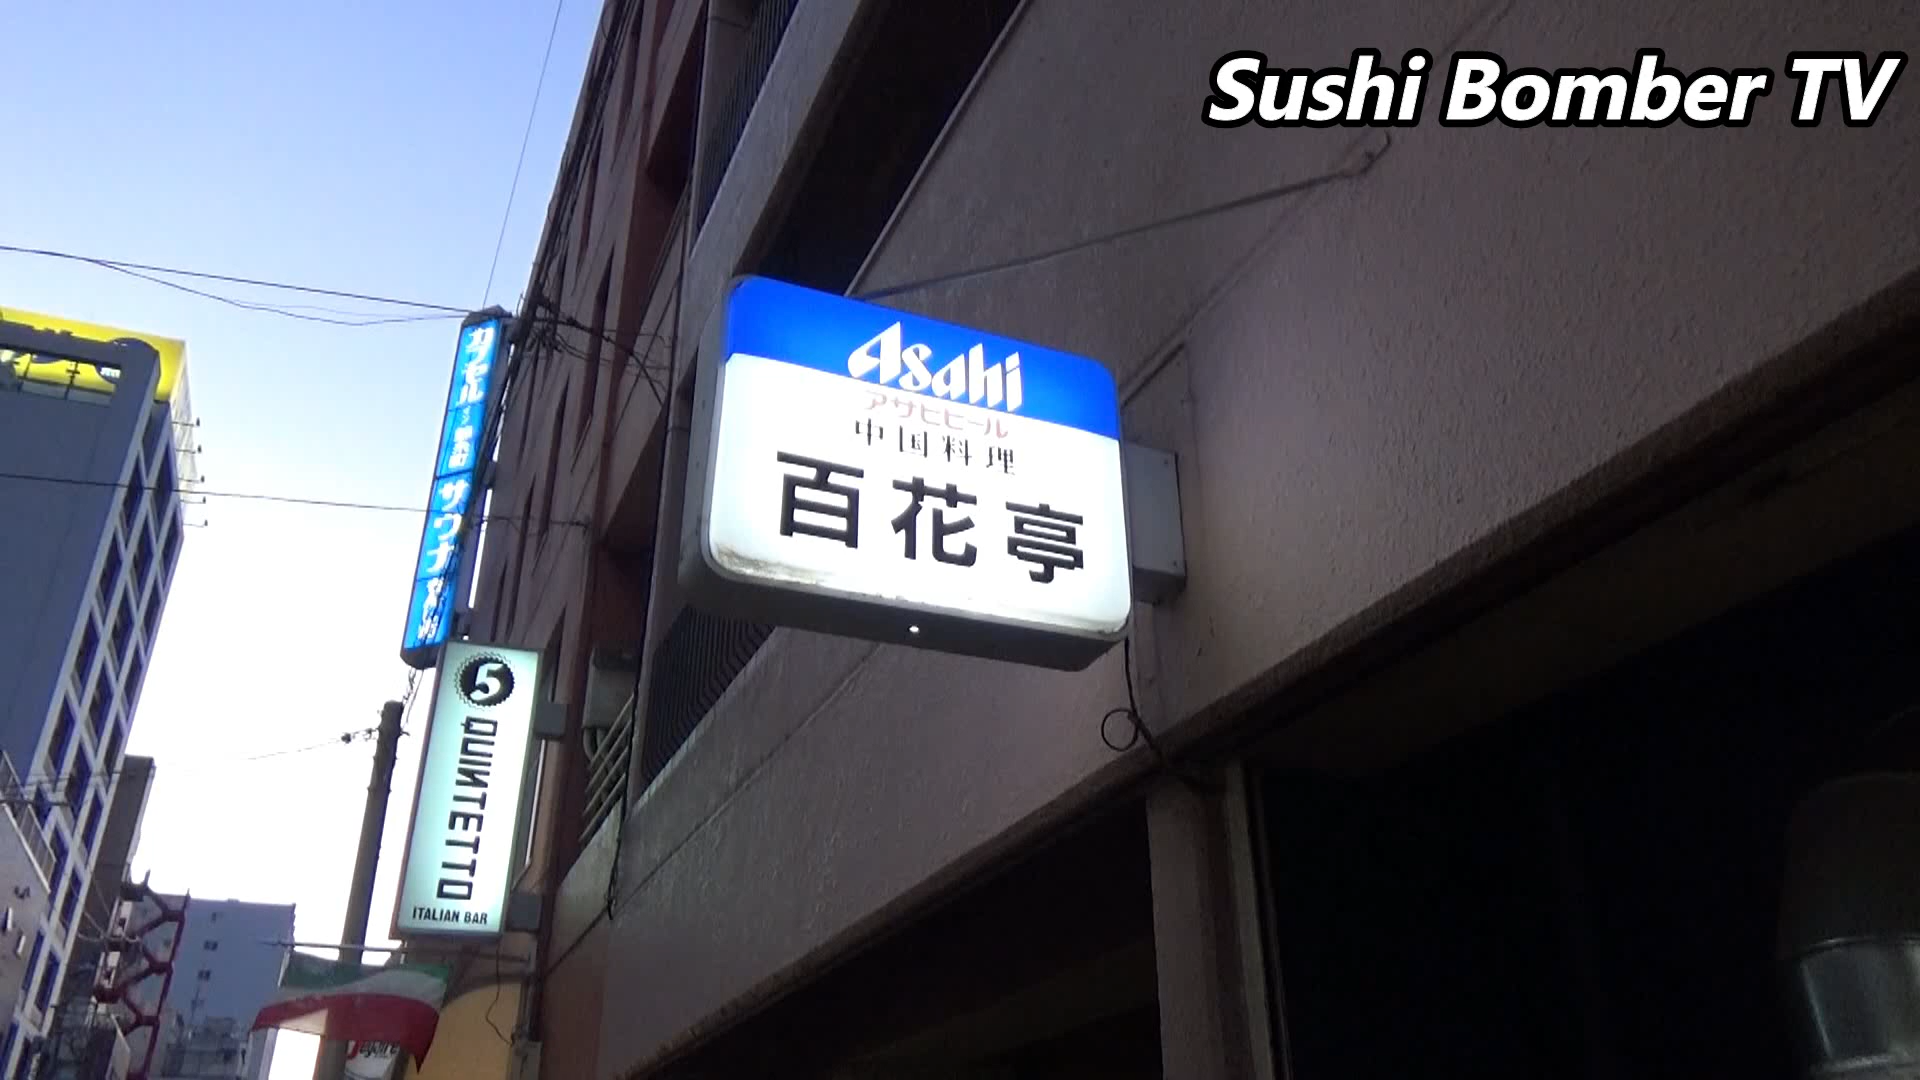 Sushi Bomber TV
Asahi
アサヒビール
中国料理
百花亭
カプセル
サウナ
5
QUINTETTO
ITALIAN BAR